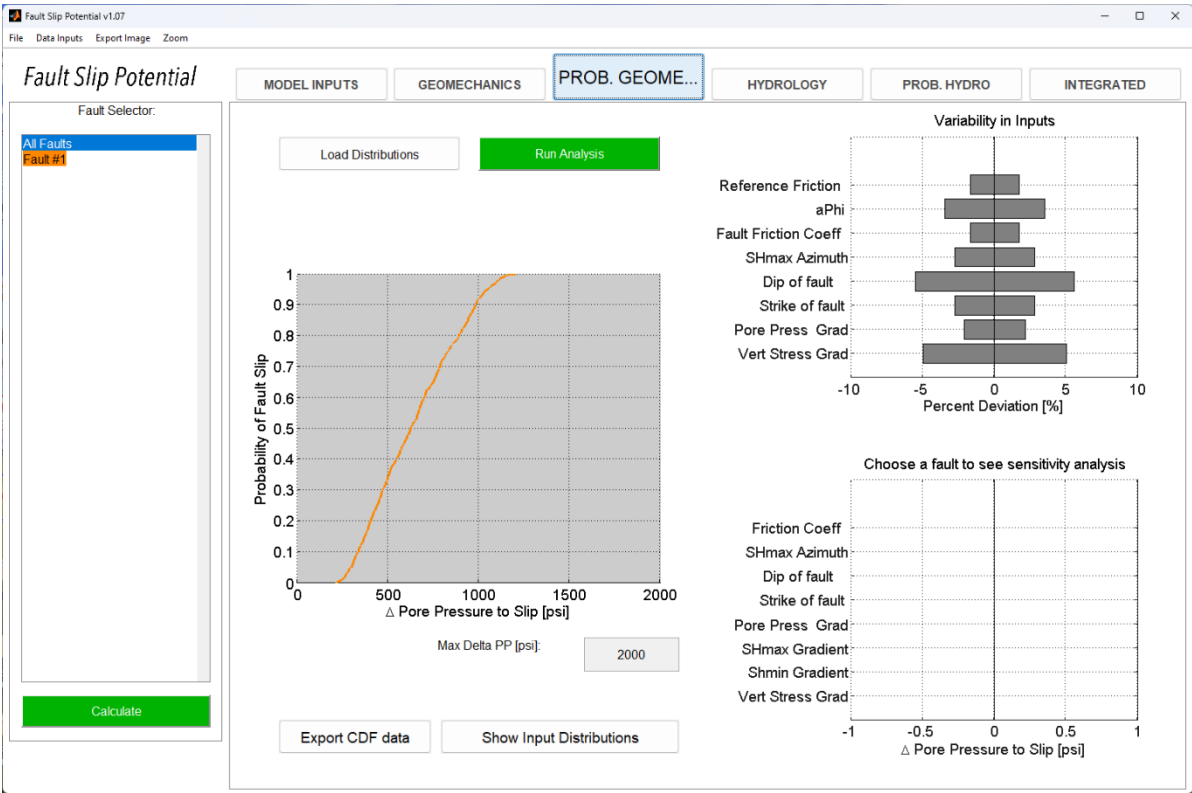 Fault Slip Potential v1.07
File Data Inputs Export Image Zoom
Fault Slip Potential
MODEL INPUTS GEOMECHANICS PROB. GEOME... HYDROLOGY PROB. HYDRO INTEGRATED
Fault Selector:
All Faults
Fault #1
Calculate
Load Distributions Run Analysis
1
0.9
0.8
0.7
0.6
0.5
0.4
0.3
0.2
0.1
0
Probability of Fault Slip
0 500 1000 1500 2000
Δ Pore Pressure to Slip [psi]
Max Delta PP [psi]: 2000
Export CDF data Show Input Distributions
Variability in Inputs
Reference Friction
aPhi
Fault Friction Coeff
SHmax Azimuth
Dip of fault
Strike of fault
Pore Press Grad
Vert Stress Grad
-10 -5 0 5 10
Percent Deviation [%]
Choose a fault to see sensitivity analysis
Friction Coeff
SHmax Azimuth
Dip of fault
Strike of fault
Pore Press Grad
SHmax Gradient
Shmin Gradient
Vert Stress Grad
-1 -0.5 0 0.5 1
Δ Pore Pressure to Slip [psi]